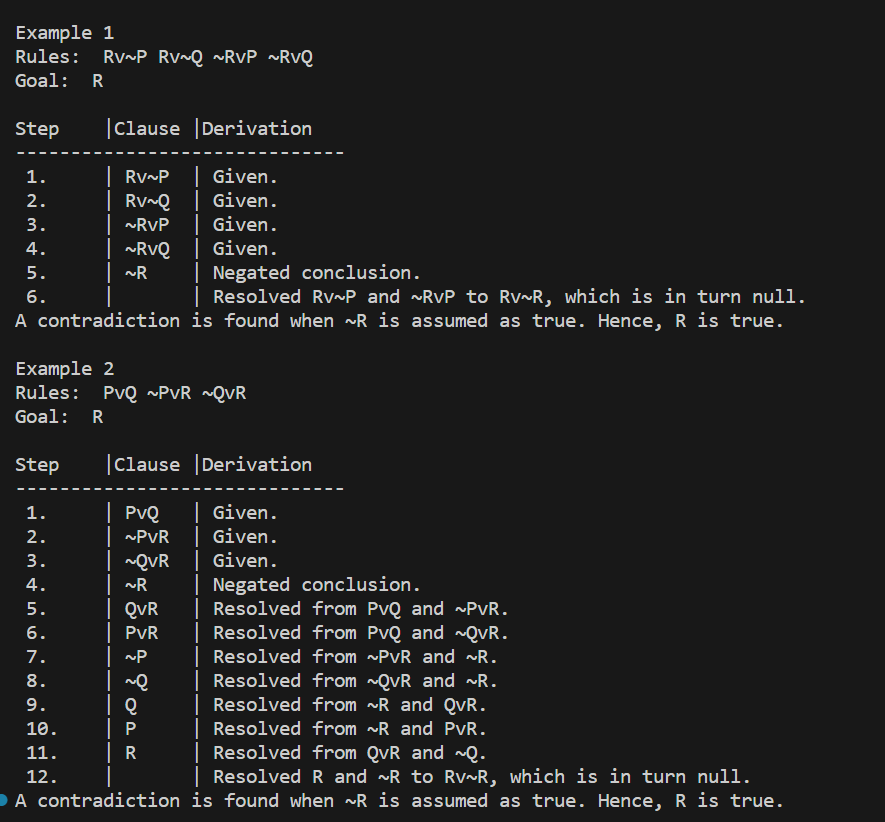 Example 1
Rules:  Rv~P Rv~Q ~RvP ~RvQ
Goal:  R
Step    |Clause |Derivation
------------------------------
 1.     | Rv~P  | Given.
 2.     | Rv~Q  | Given.
 3.     | ~RvP  | Given.
 4.     | ~RvQ  | Given.
 5.     | ~R    | Negated conclusion.
 6.     |       | Resolved Rv~P and ~RvP to Rv~R, which is in turn null.
A contradiction is found when ~R is assumed as true. Hence, R is true.
Example 2
Rules:  PvQ ~PvR ~QvR
Goal:  R
Step    |Clause |Derivation
------------------------------
 1.     | PvQ   | Given.
 2.     | ~PvR  | Given.
 3.     | ~QvR  | Given.
 4.     | ~R    | Negated conclusion.
 5.     | QvR   | Resolved from PvQ and ~PvR.
 6.     | PvR   | Resolved from PvQ and ~QvR.
 7.     | ~P    | Resolved from ~PvR and ~R.
 8.     | ~Q    | Resolved from ~QvR and ~R.
 9.     | Q     | Resolved from ~R and QvR.
 10.    | P     | Resolved from ~R and PvR.
 11.    | R     | Resolved from QvR and ~Q.
 12.    |       | Resolved R and ~R to Rv~R, which is in turn null.
A contradiction is found when ~R is assumed as true. Hence, R is true.